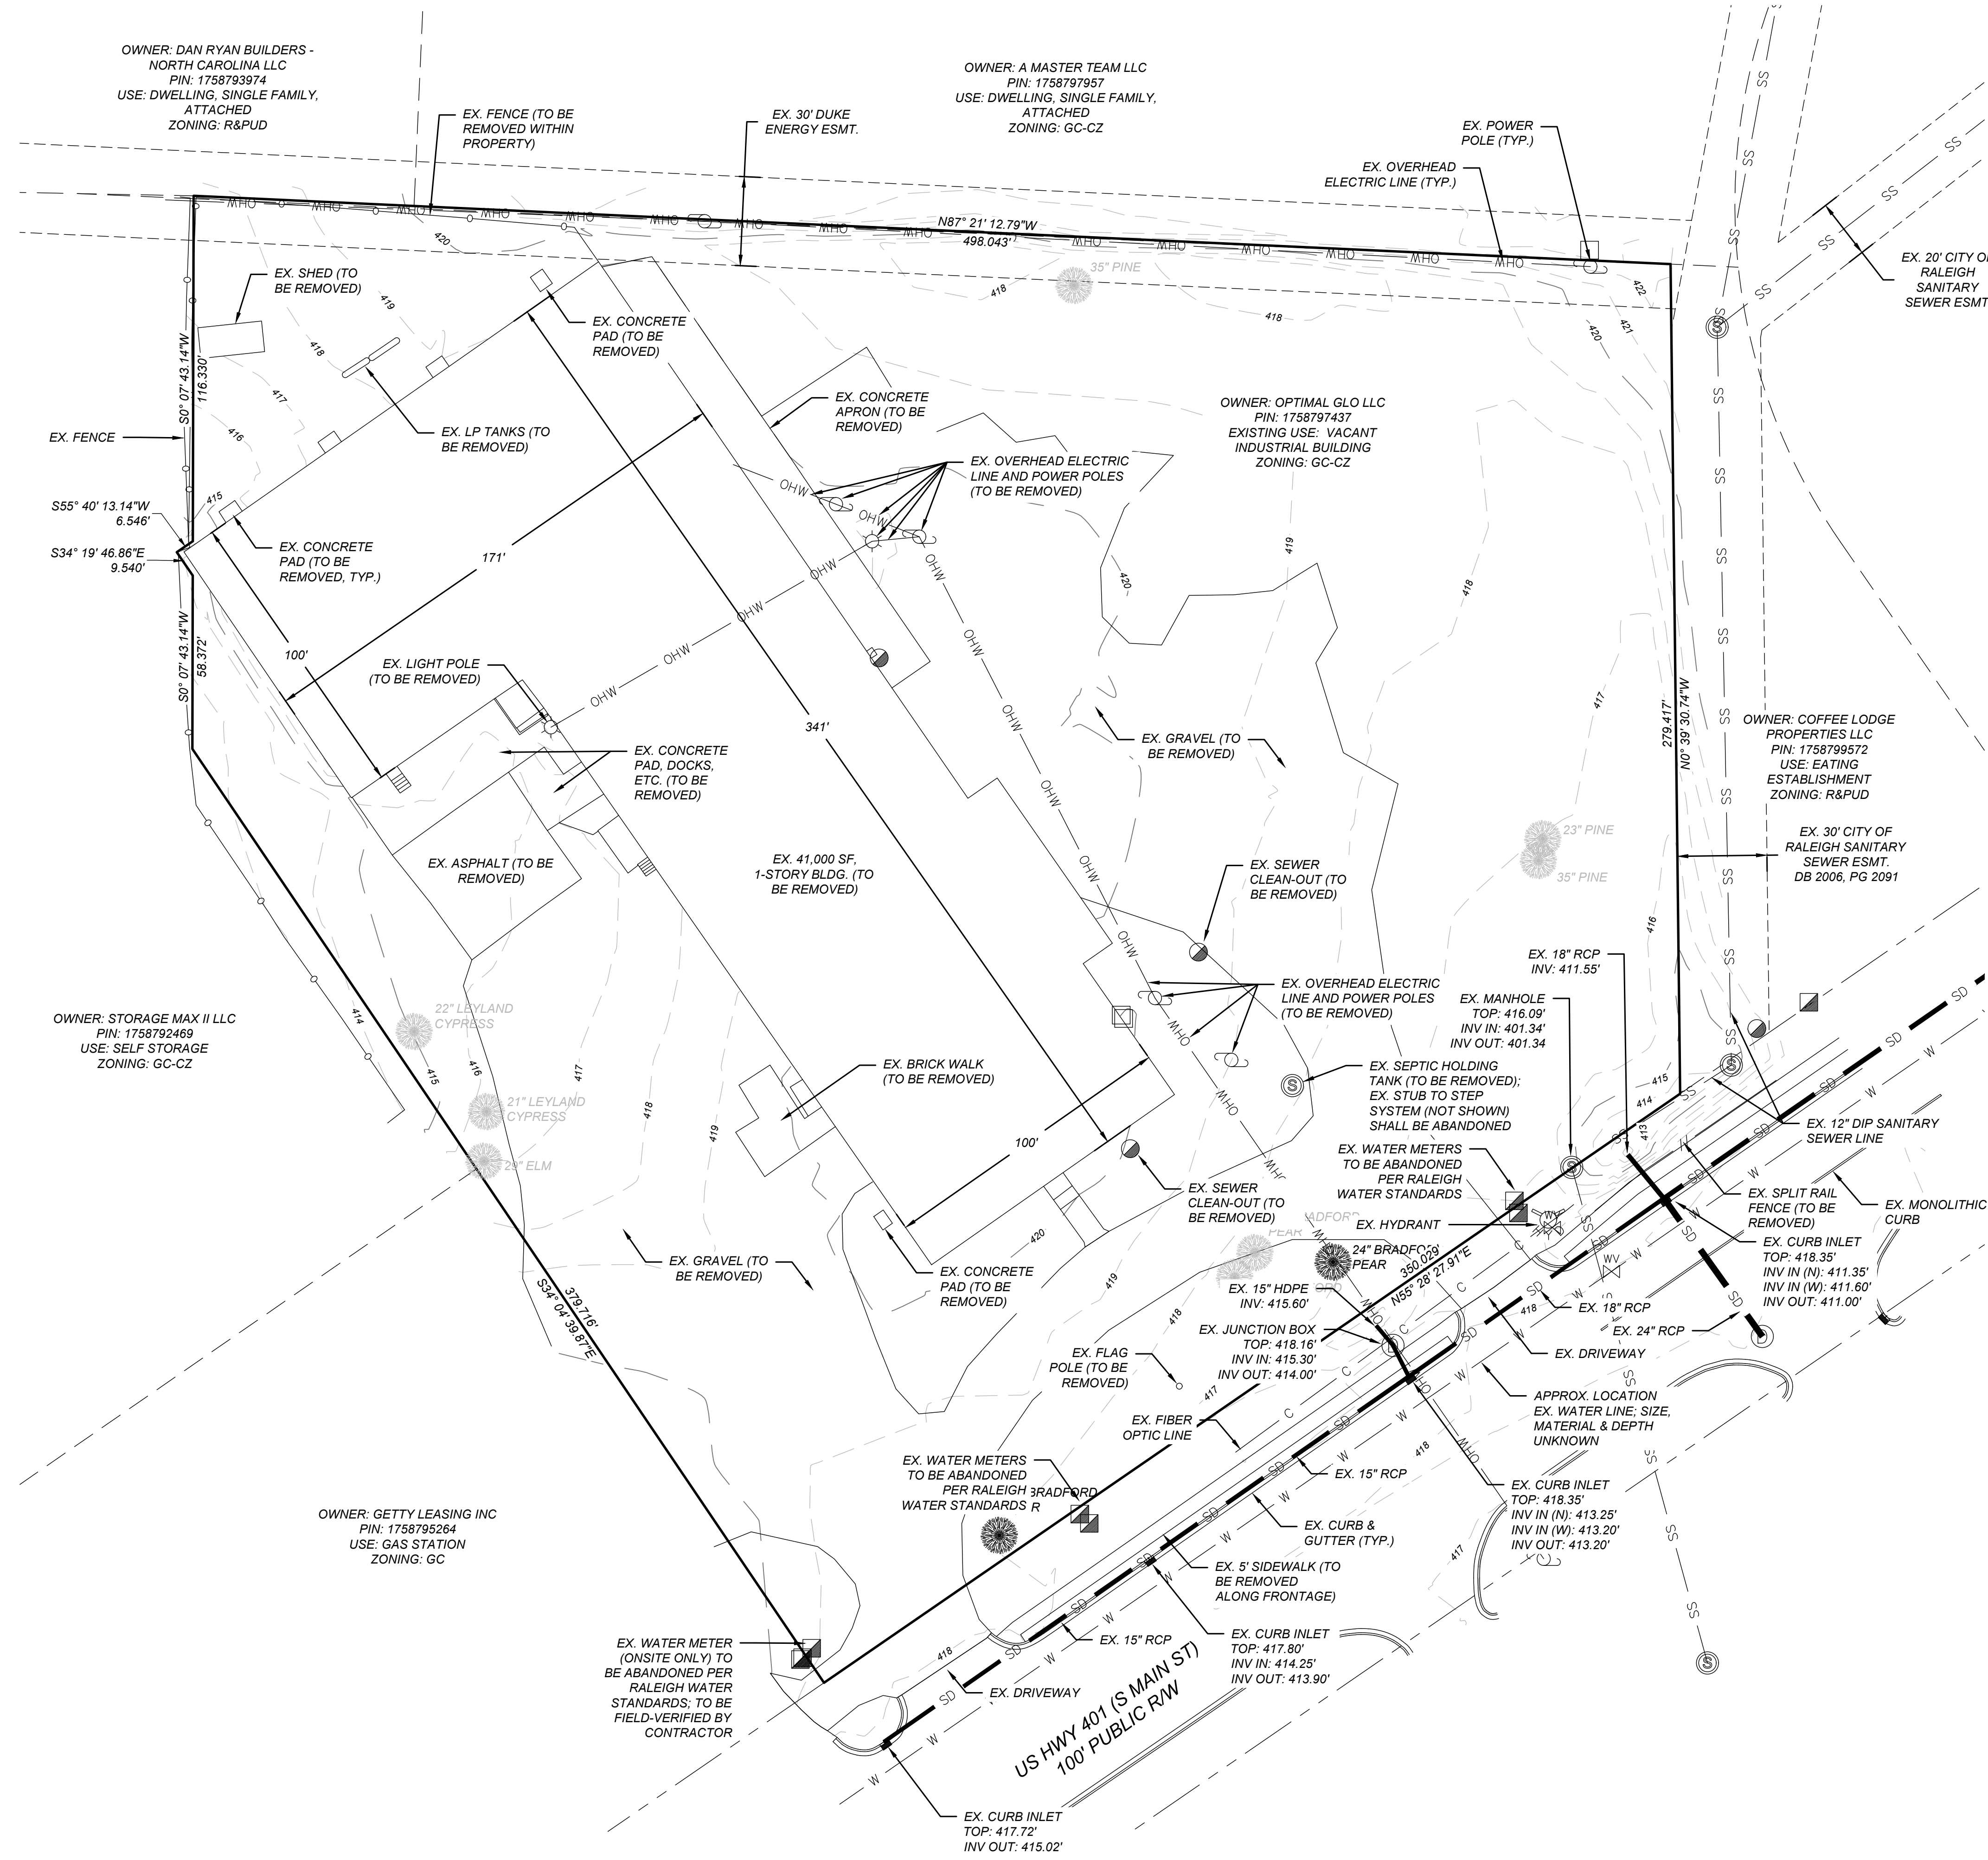 OWNER: DAN RYAN BUILDERS -
NORTH CAROLINA LLC
PIN: 1758793974
USE: DWELLING, SINGLE FAMILY,
ATTACHED
ZONING: R&PUD
EX. FENCE (TO BE
REMOVED WITHIN
PROPERTY)
EX. 30' DUKE
ENERGY ESMT.
OWNER: A MASTER TEAM LLC
PIN: 1758797957
USE: DWELLING, SINGLE FAMILY,
ATTACHED
ZONING: GC-CZ
EX. POWER
POLE (TYP.)
EX. OVERHEAD
ELECTRIC LINE (TYP.)
N87° 21' 12.79"W
498.043'
35" PINE
EX. SHED (TO
BE REMOVED)
EX. CONCRETE
PAD (TO BE
REMOVED)
EX. LP TANKS (TO
BE REMOVED)
EX. CONCRETE
APRON (TO BE
REMOVED)
EX. OVERHEAD ELECTRIC
LINE AND POWER POLES
(TO BE REMOVED)
OWNER: OPTIMAL GLO LLC
PIN: 1758797437
EXISTING USE: VACANT
INDUSTRIAL BUILDING
ZONING: GC-CZ
S0° 07' 43.14"W
116.330'
EX. FENCE
S55° 40' 13.14"W
6.546'
S34° 19' 46.86"E
9.540'
EX. CONCRETE
PAD (TO BE
REMOVED, TYP.)
171'
100'
341'
S0° 07' 43.14"W
58.372'
EX. LIGHT POLE
(TO BE REMOVED)
EX. CONCRETE
PAD, DOCKS,
ETC. (TO BE
REMOVED)
EX. GRAVEL (TO
BE REMOVED)
279.417'
N0° 39' 30.74"W
OWNER: COFFEE LODGE
PROPERTIES LLC
PIN: 1758799572
USE: EATING
ESTABLISHMENT
ZONING: R&PUD
EX. 30' CITY OF
RALEIGH SANITARY
SEWER ESMT.
DB 2006, PG 2091
RALEIGH
SANITARY
EX. ASPHALT (TO BE
REMOVED)
EX. 41,000 SF,
1-STORY BLDG. (TO
BE REMOVED)
EX. SEWER
CLEAN-OUT (TO
BE REMOVED)
23" PINE
35" PINE
EX. 18" RCP
INV: 411.55'
EX. MANHOLE
TOP: 416.09'
INV IN: 401.34'
INV OUT: 401.34
EX. OVERHEAD ELECTRIC
LINE AND POWER POLES
(TO BE REMOVED)
EX. SEPTIC HOLDING
TANK (TO BE REMOVED);
EX. STUB TO STEP
SYSTEM (NOT SHOWN)
SHALL BE ABANDONED
EX. WATER METERS
TO BE ABANDONED
PER RALEIGH
WATER STANDARDS
EX. HYDRANT
OWNER: STORAGE MAX II LLC
PIN: 1758792469
USE: SELF STORAGE
ZONING: GC-CZ
22" LEYLAND
CYPRESS
21" LEYLAND
CYPRESS
29" ELM
EX. BRICK WALK
(TO BE REMOVED)
100'
EX. SEWER
CLEAN-OUT (TO
BE REMOVED)
EX. 12" DIP SANITARY
SEWER LINE
EX. SPLIT RAIL
FENCE (TO BE
REMOVED)
EX. MONOLITHIC
CURB
EX. CURB INLET
TOP: 418.35'
INV IN (N): 411.35'
INV IN (W): 411.60'
INV OUT: 411.00'
EX. GRAVEL (TO
BE REMOVED)
EX. CONCRETE
PAD (TO BE
REMOVED)
379.716'
S34° 04' 39.87"E
PEAR
PEAR
350.029'
N55° 28' 27.91"E
EX. 15" HDPE
INV: 415.60'
EX. JUNCTION BOX
TOP: 418.16'
INV IN: 415.30'
INV OUT: 414.00'
EX. FLAG
POLE (TO BE
REMOVED)
EX. FIBER
OPTIC LINE
EX. 18" RCP
EX. 24" RCP
WV
EX. DRIVEWAY
APPROX. LOCATION
EX. WATER LINE; SIZE,
MATERIAL & DEPTH
UNKNOWN
EX. 15" RCP
EX. CURB INLET
TOP: 418.35'
INV IN (N): 413.25'
INV IN (W): 413.20'
INV OUT: 413.20'
EX. CURB &
GUTTER (TYP.)
EX. 5' SIDEWALK (TO
BE REMOVED
ALONG FRONTAGE)
EX. WATER METERS
TO BE ABANDONED
PER RALEIGH
WATER STANDARDS
OWNER: GETTY LEASING INC
PIN: 1758795264
USE: GAS STATION
ZONING: GC
EX. WATER METER
(ONSITE ONLY) TO
BE ABANDONED PER
RALEIGH WATER
STANDARDS; TO BE
FIELD-VERIFIED BY
CONTRACTOR
EX. 15" RCP
EX. CURB INLET
TOP: 417.80'
INV IN: 414.25'
INV OUT: 413.90'
EX. DRIVEWAY
US HWY 401 (S MAIN ST)
100' PUBLIC R/W
EX. CURB INLET
TOP: 417.72'
INV OUT: 415.02'